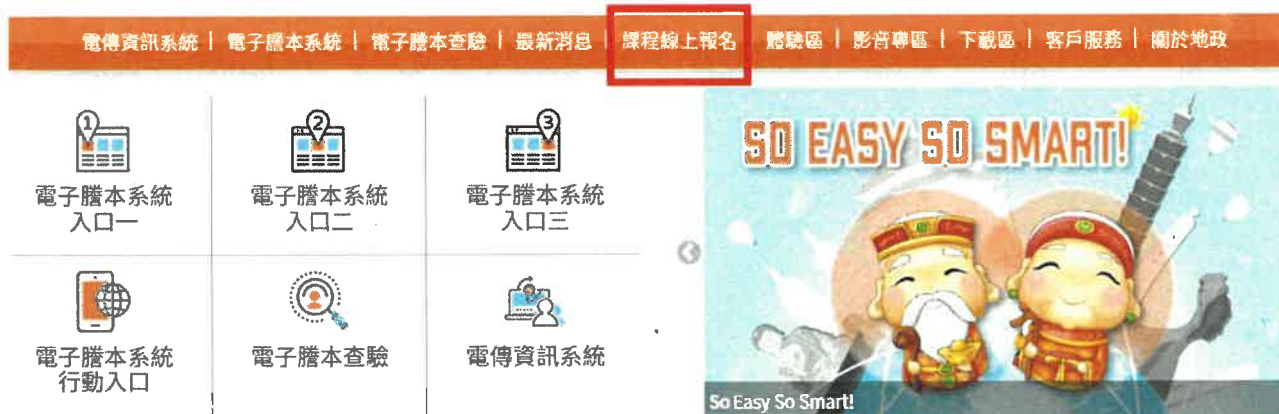 電傳資訊系統 | 電子謄本系統 | 電子謄本查驗 | 最新消息 | 課程線上報名 | 體驗區 | 影音專區 | 下載區 | 客戶服務 | 關於地政
1
2
3
電子謄本系統
入口一
電子謄本系統
入口二
電子謄本系統
入口三
電子謄本系統
行動入口
電子謄本查驗
電傳資訊系統
SO EASY SO SMART!
So Easy So Smart!